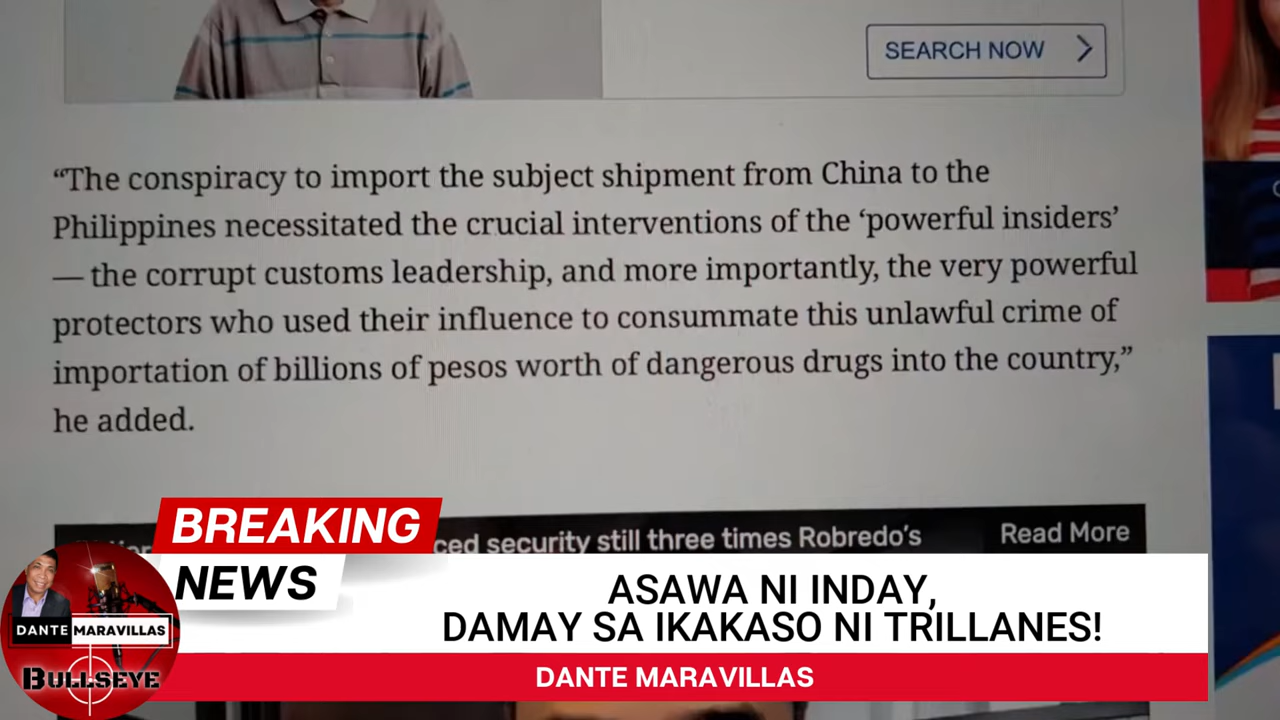 SEARCH NOW
“The conspiracy to import the subject shipment from China to the
Philippines necessitated the crucial interventions of the ‘powerful insiders’
— the corrupt customs leadership, and more importantly, the very powerful
protectors who used their influence to consummate this unlawful crime of
importation of billions of pesos worth of dangerous drugs into the country,”
he added.
security still three times Robredo’s
Read More
BREAKING
NEWS
ASAWA NI INDAY,
DAMAY SA IKAKASO NI TRILLANES!
DANTE MARAVILLAS
DANTE MARAVILLAS
BULLSEYE